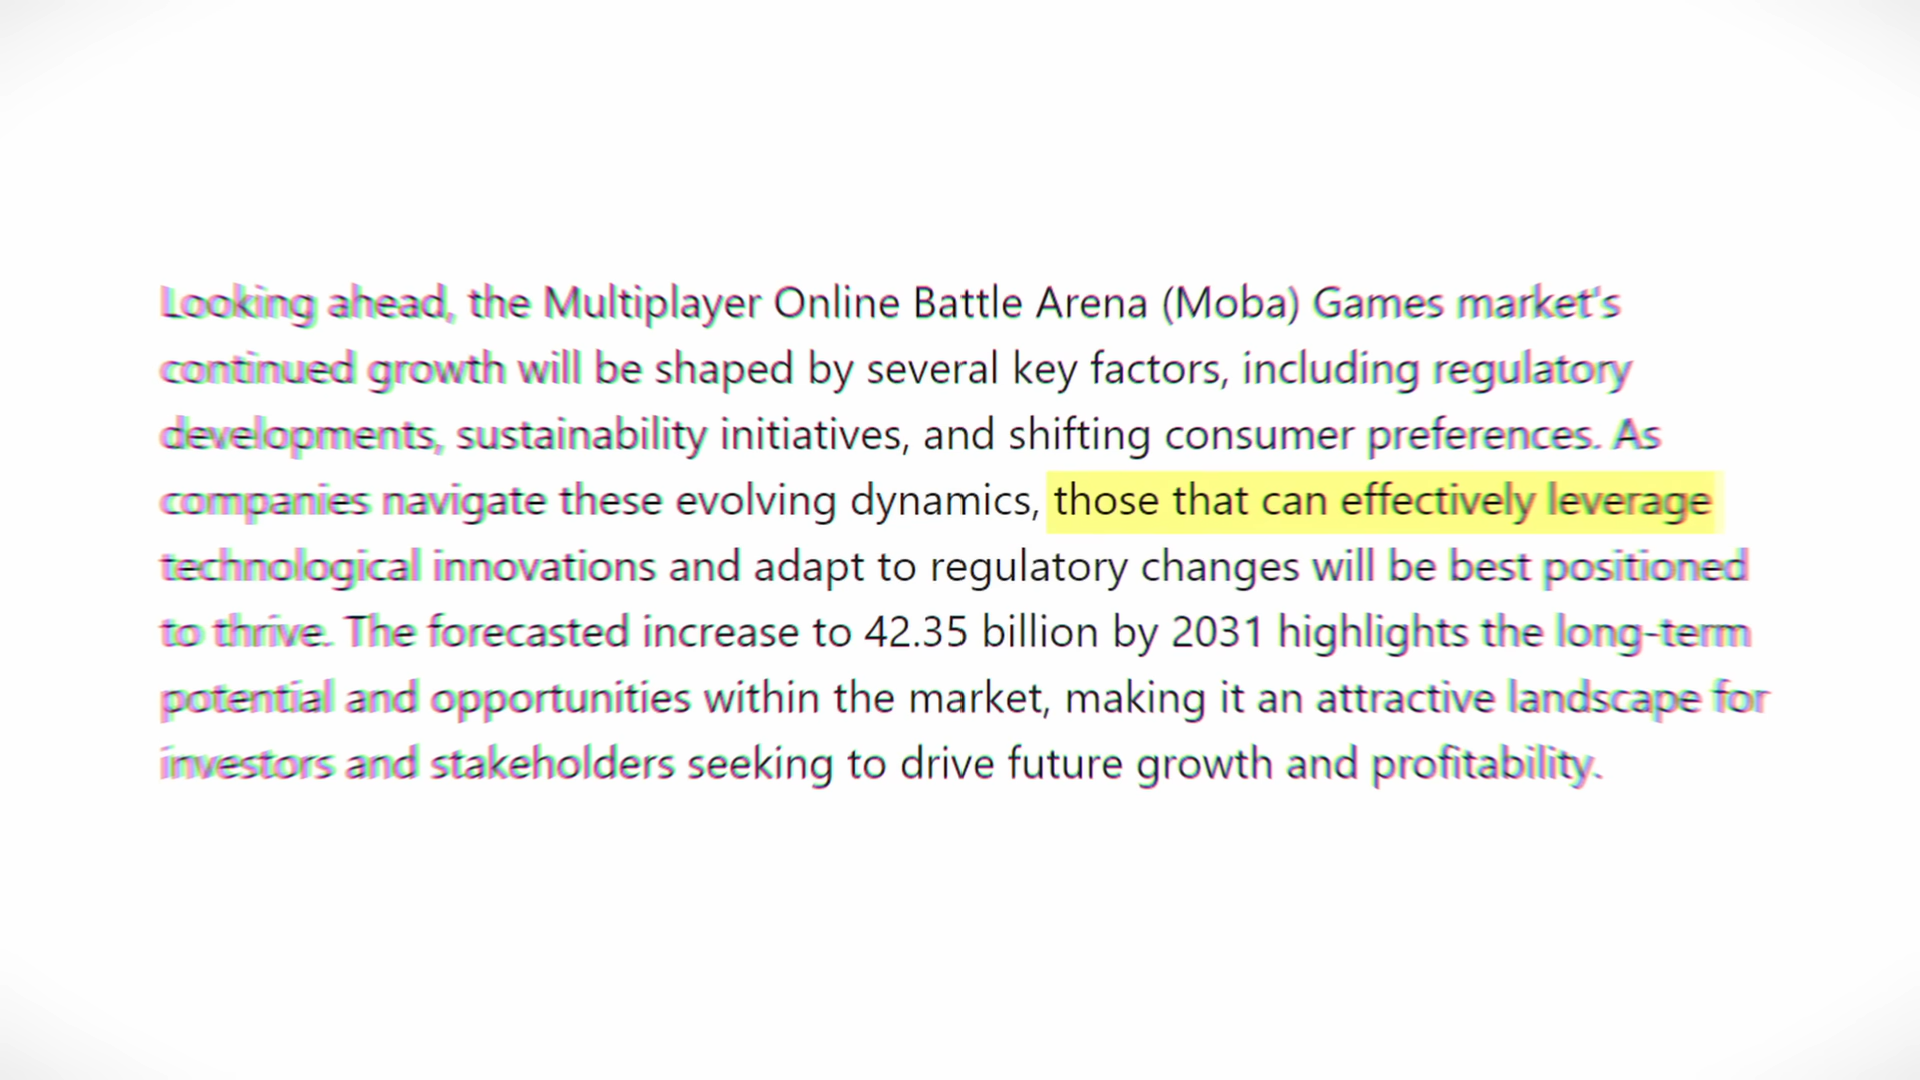 Looking ahead, the Multiplayer Online Battle Arena (Moba) Games market's
continued growth will be shaped by several key factors, including regulatory
developments, sustainability initiatives, and shifting consumer preferences. As
companies navigate these evolving dynamics, those that can effectively leverage
technological innovations and adapt to regulatory changes will be best positioned
to thrive. The forecasted increase to 42.35 billion by 2031 highlights the long-term
potential and opportunities within the market, making it an attractive landscape for
investors and stakeholders seeking to drive future growth and profitability.